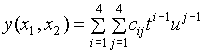 y(x₁, x₂) = ∑_{i=1}^{4} ∑_{j=1}^{4} c_{ij} t^{i−1} u^{j−1}